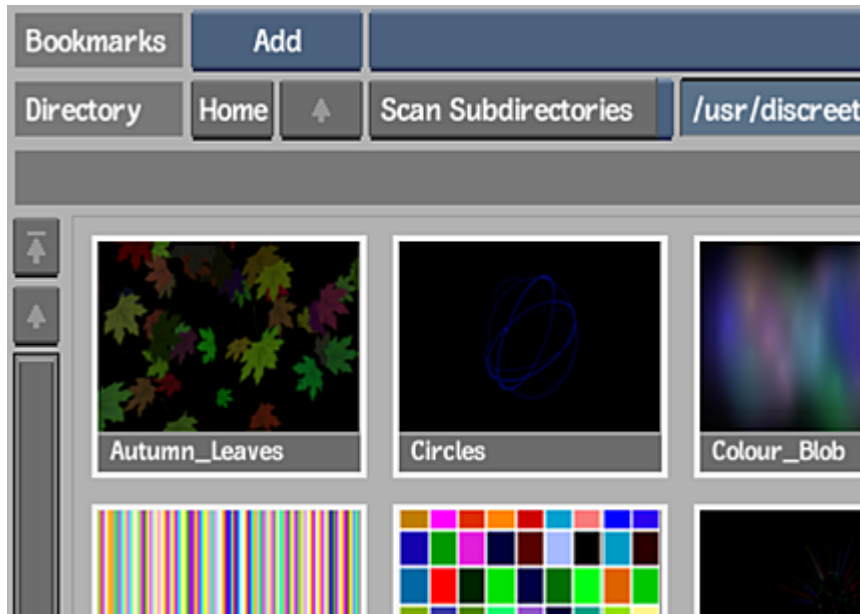 Bookmarks Add
Directory Home Scan Subdirectories /usr/discreet
Autumn_Leaves Circles Colour_Blob